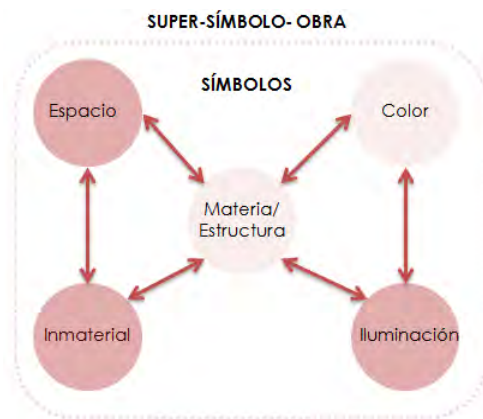 SUPER-SÍMBOLO- OBRA
SÍMBOLOS
Espacio
Color
Materia/
Estructura
Inmaterial
Iluminación